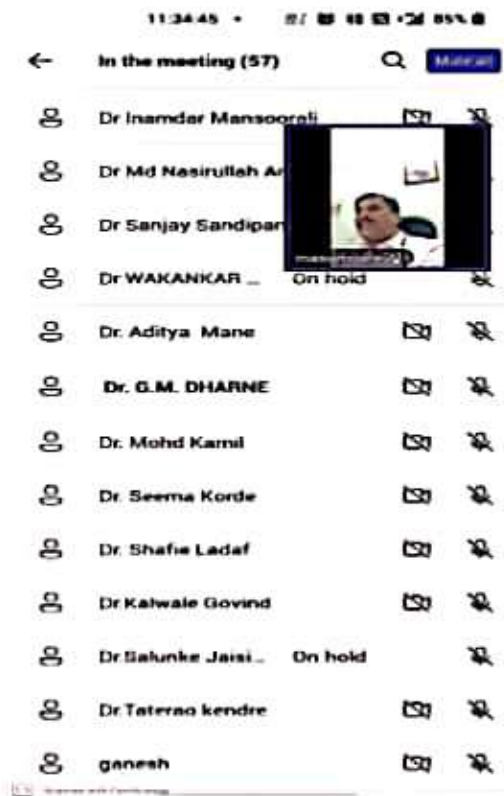 11:34:45 85%
In the meeting (57)
Dr Inamdar Mansoorali
Dr Md Nasirullah
Dr Sanjay Sandipan
Dr WAKANKAR ... On hold
Dr. Aditya Mane
Dr. G.M. DHARNE
Dr. Mohd Kamil
Dr. Seema Korde
Dr. Shafie Ladaf
Dr Kalwale Govind
Dr Salunke Jaisi... On hold
Dr Taterao kendre
ganesh